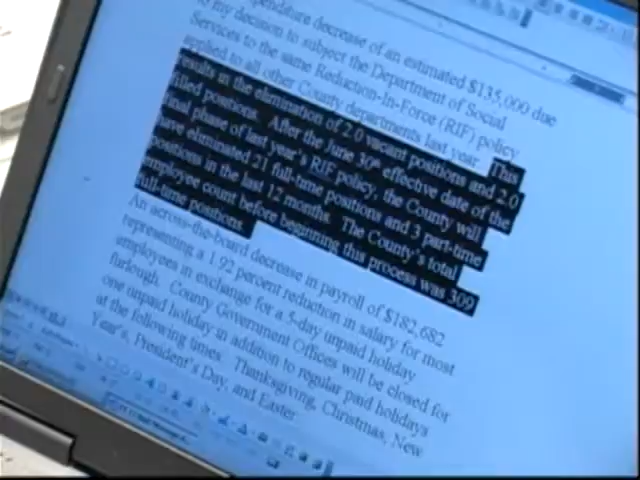 penditure decrease of an estimated $135,000 due
to my decision to subject the Department of Social
Services to the same Reduction-In-Force (RIF) policy
applied to all other County departments last year. This
results in the elimination of 2.0 vacant positions and 2.0
filled positions. After the June 30th effective date of the
final phase of last year's RIF policy, the County will
have eliminated 21 full-time positions and 3 part-time
positions in the last 12 months. The County's total
employee count before beginning this process was 309
full-time positions.
An across-the-board decrease in payroll of $182,682
representing a 1.92 percent reduction in salary for most
employees in exchange for a 5-day unpaid holiday
furlough. County Government Offices will be closed for
one unpaid holiday in addition to regular paid holidays
at the following times: Thanksgiving, Christmas, New
Year's, President's Day, and Easter